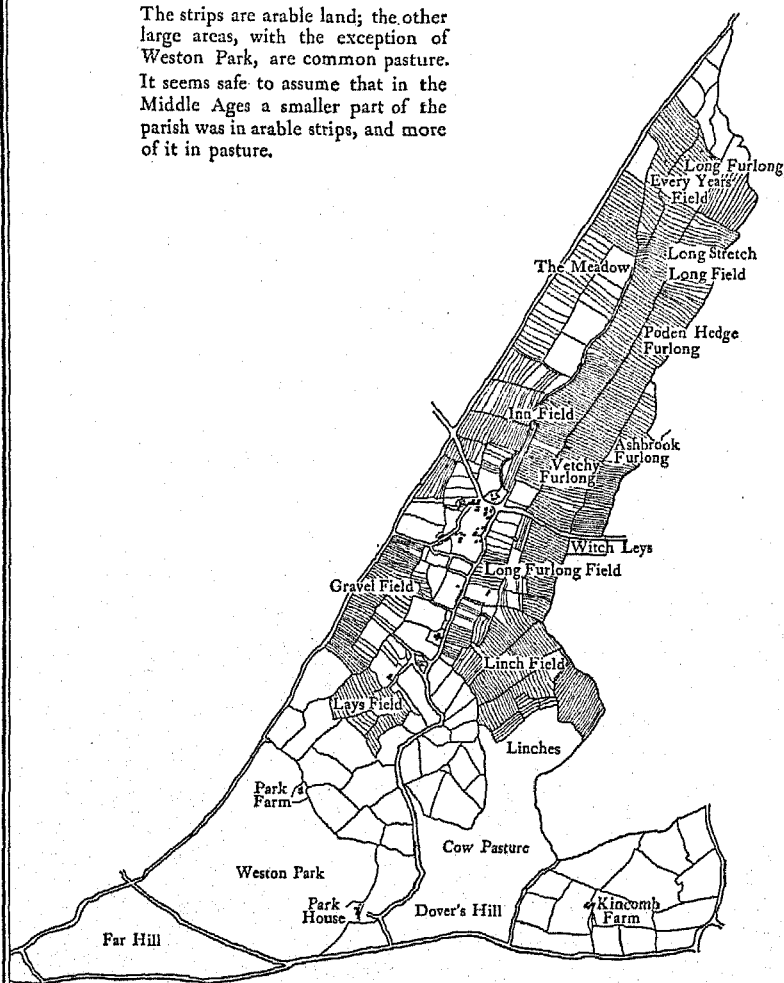 The strips are arable land; the other
large areas, with the exception of
Weston Park, are common pasture.
It seems safe to assume that in the
Middle Ages a smaller part of the
parish was in arable strips, and more
of it in pasture.
Long Furlong
Every Years
Field
Long Stretch
The Meadow
Long Field
Poden Hedge
Furlong
Inn Field
Ashbrook
Furlong
Vetchy
Furlong
Witch Leys
Long Furlong Field
Gravel Field
Linch Field
Lays Field
Linches
Park
Farm
Cow Pasture
Weston Park
Park
House
Dover's Hill
Kincomb
Farm
Far Hill